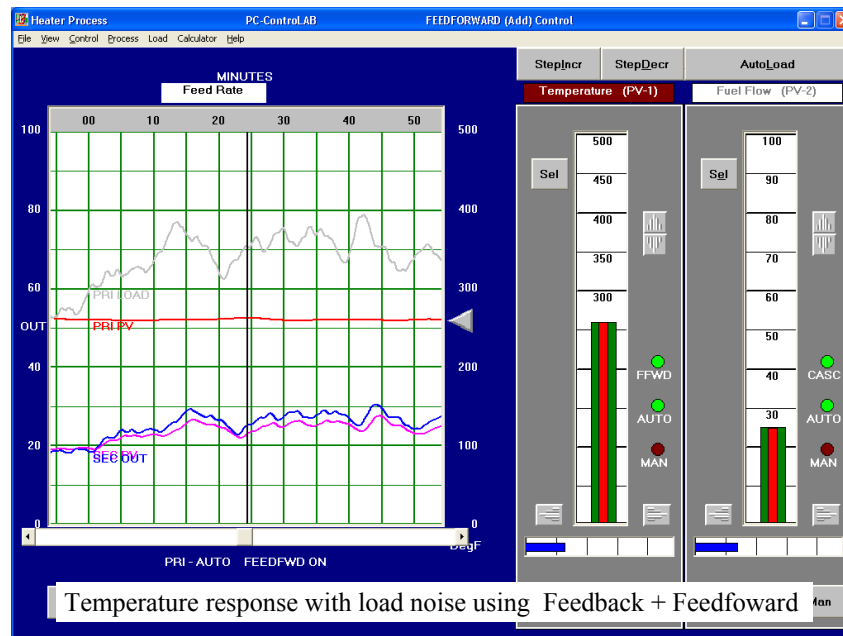 Heater Process PC-ControLAB FEEDFORWARD (Add) Control
File View Control Process Load Calculator Help
StepIncr StepDecr AutoLoad
MINUTES
Feed Rate
Temperature (PV-1) Fuel Flow (PV-2)
00 10 20 30 40 50
100 500
80 400
60 300
OUT
40 200
20 100
0 0
DegF
PRI LOAD
PRI PV
SEC PV
SEC OUT
Sel
500
450
400
350
300
FFWD
AUTO
MAN
Sel
100
90
80
70
60
50
40
30
CASC
AUTO
MAN
PRI - AUTO FEEDFWD ON
Temperature response with load noise using Feedback + Feedfoward